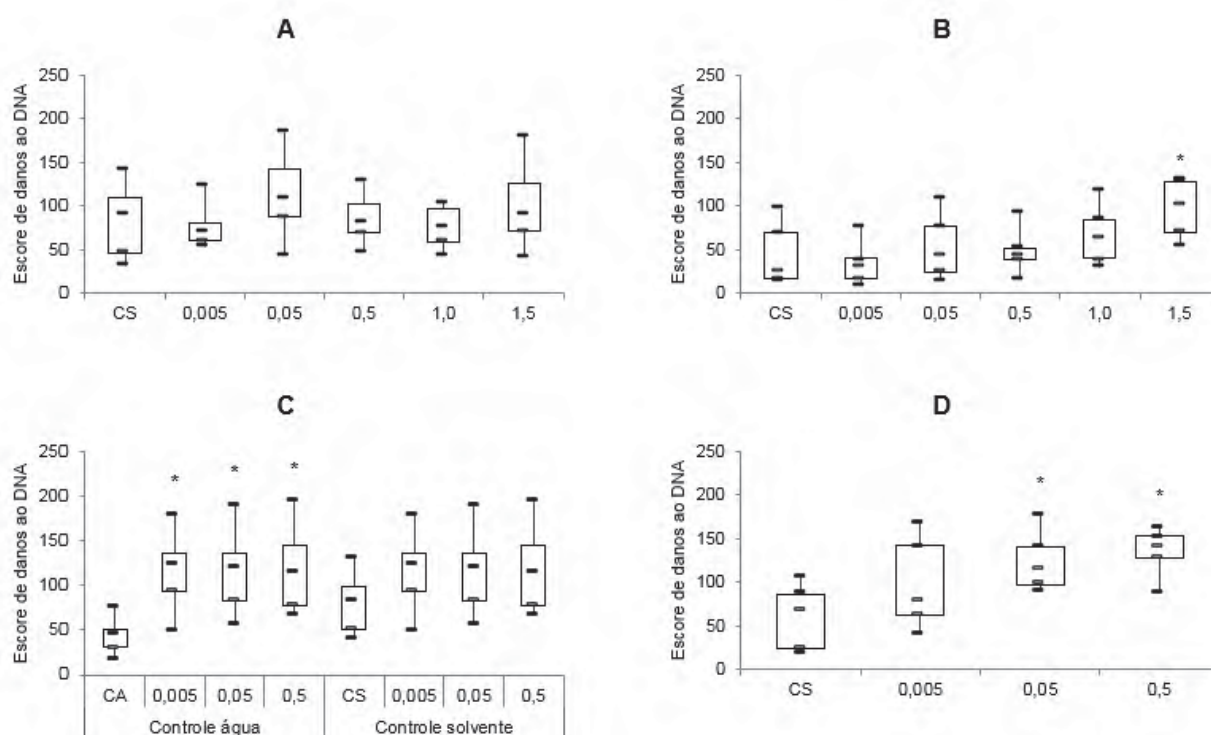 A
Escore de danos ao DNA
250
200
150
100
50
0
CS 0,005 0,05 0,5 1,0 1,5
B
Escore de danos ao DNA
250
200
150
100
50
0
*
CS 0,005 0,05 0,5 1,0 1,5
C
Escore de danos ao DNA
250
200
150
100
50
0
* * *
CA 0,005 0,05 0,5 CS 0,005 0,05 0,5
Controle água Controle solvente
D
Escore de danos ao DNA
250
200
150
100
50
0
* *
CS 0,005 0,05 0,5